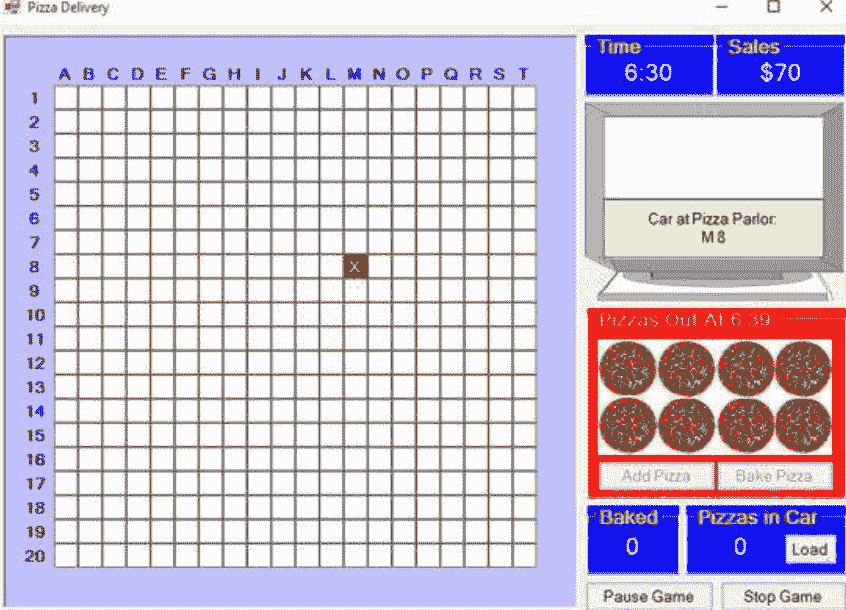 Pizza Delivery
Time
6:30
Sales
$70
A B C D E F G H I J K L M N O P Q R S T
1
2
3
4
5
6
7
8 X
9
10
11
12
13
14
15
16
17
18
19
20
Car at Pizza Parlor:
M 8
Pizzas Out At 6:39
Add Pizza
Bake Pizza
Baked
0
Pizzas in Car
0
Load
Pause Game
Stop Game